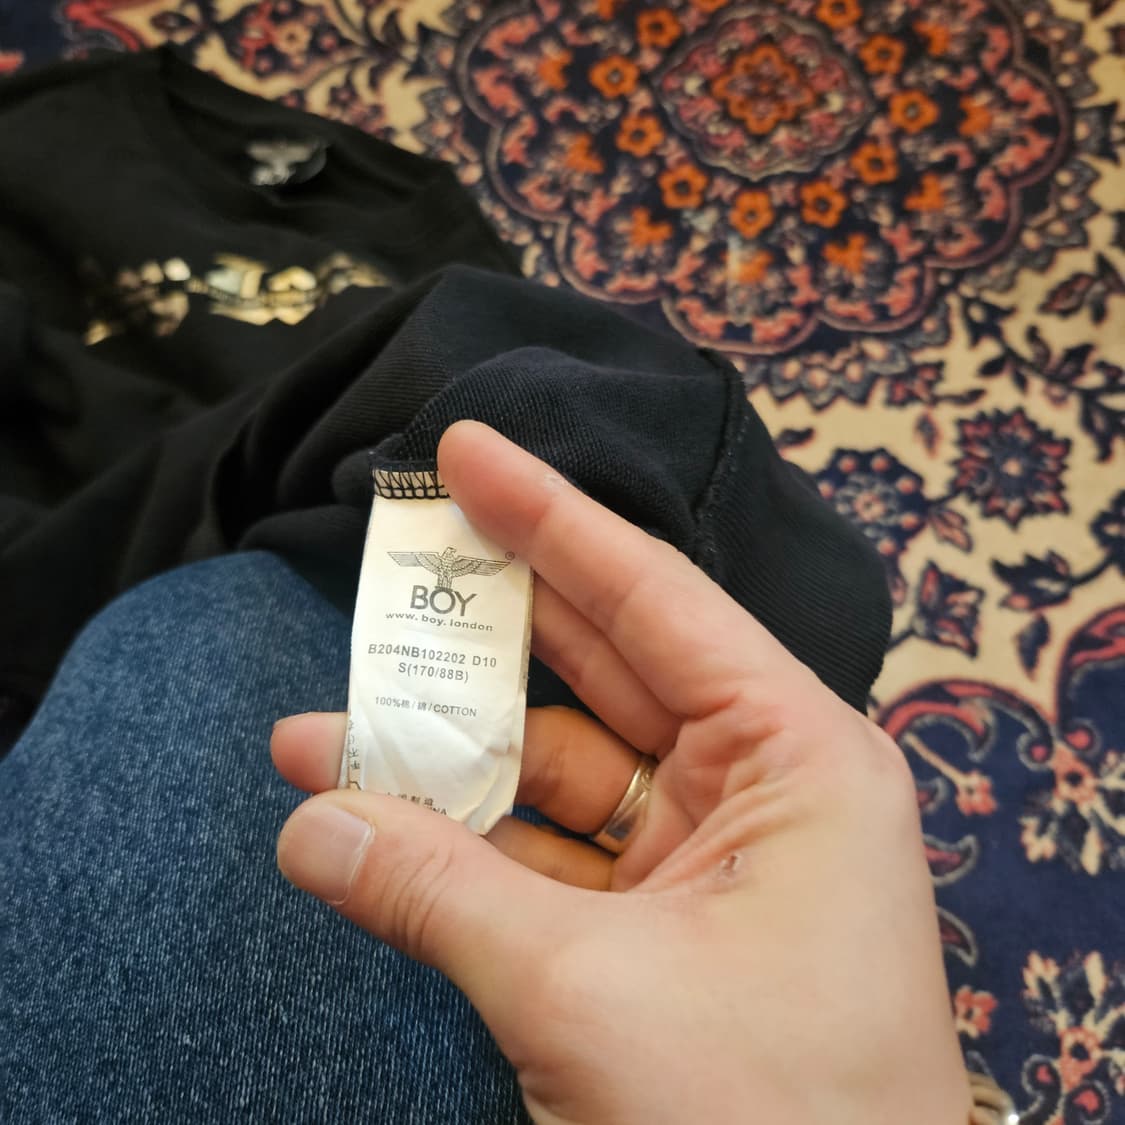 ®
BOY
www.boy.london
B204NB102202 D10
S(170/88B)
100%棉/綿/COTTON